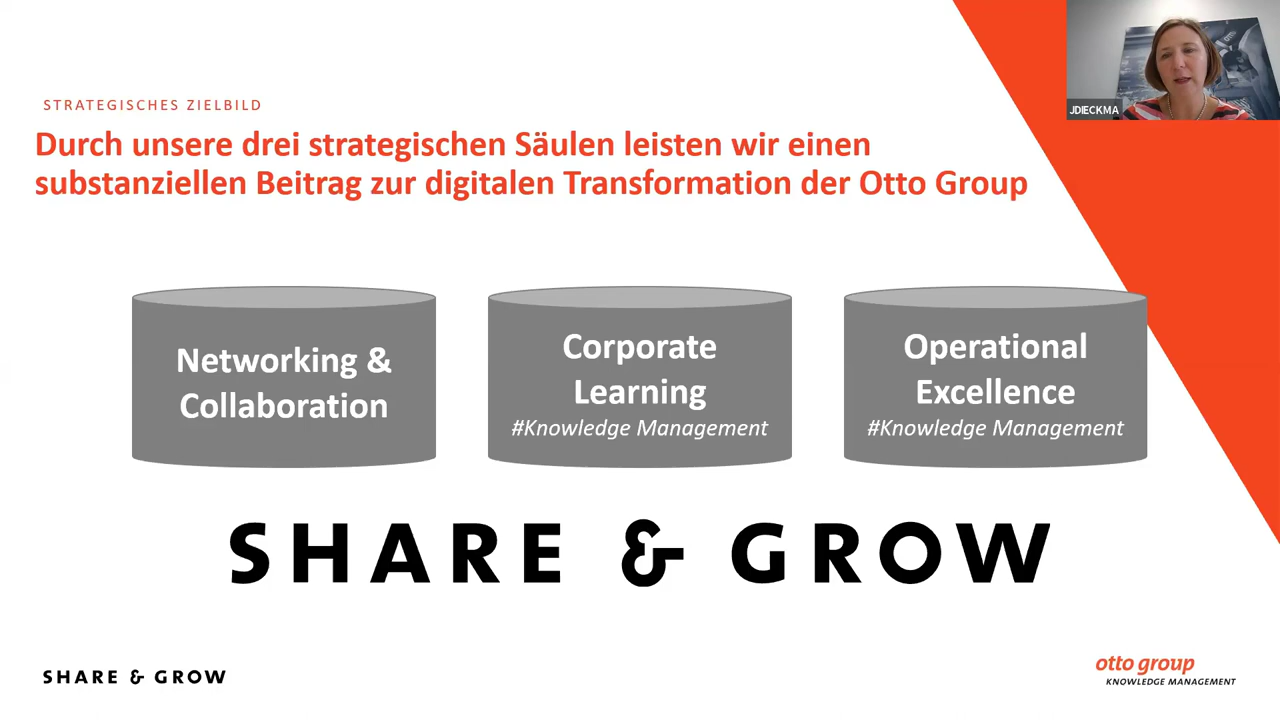 JDIECKMA
STRATEGISCHES ZIELBILD
Durch unsere drei strategischen Säulen leisten wir einen
substanziellen Beitrag zur digitalen Transformation der Otto Group
Networking &
Collaboration
Corporate
Learning
#Knowledge Management
Operational
Excellence
#Knowledge Management
SHARE & GROW
SHARE & GROW
otto group
KNOWLEDGE MANAGEMENT